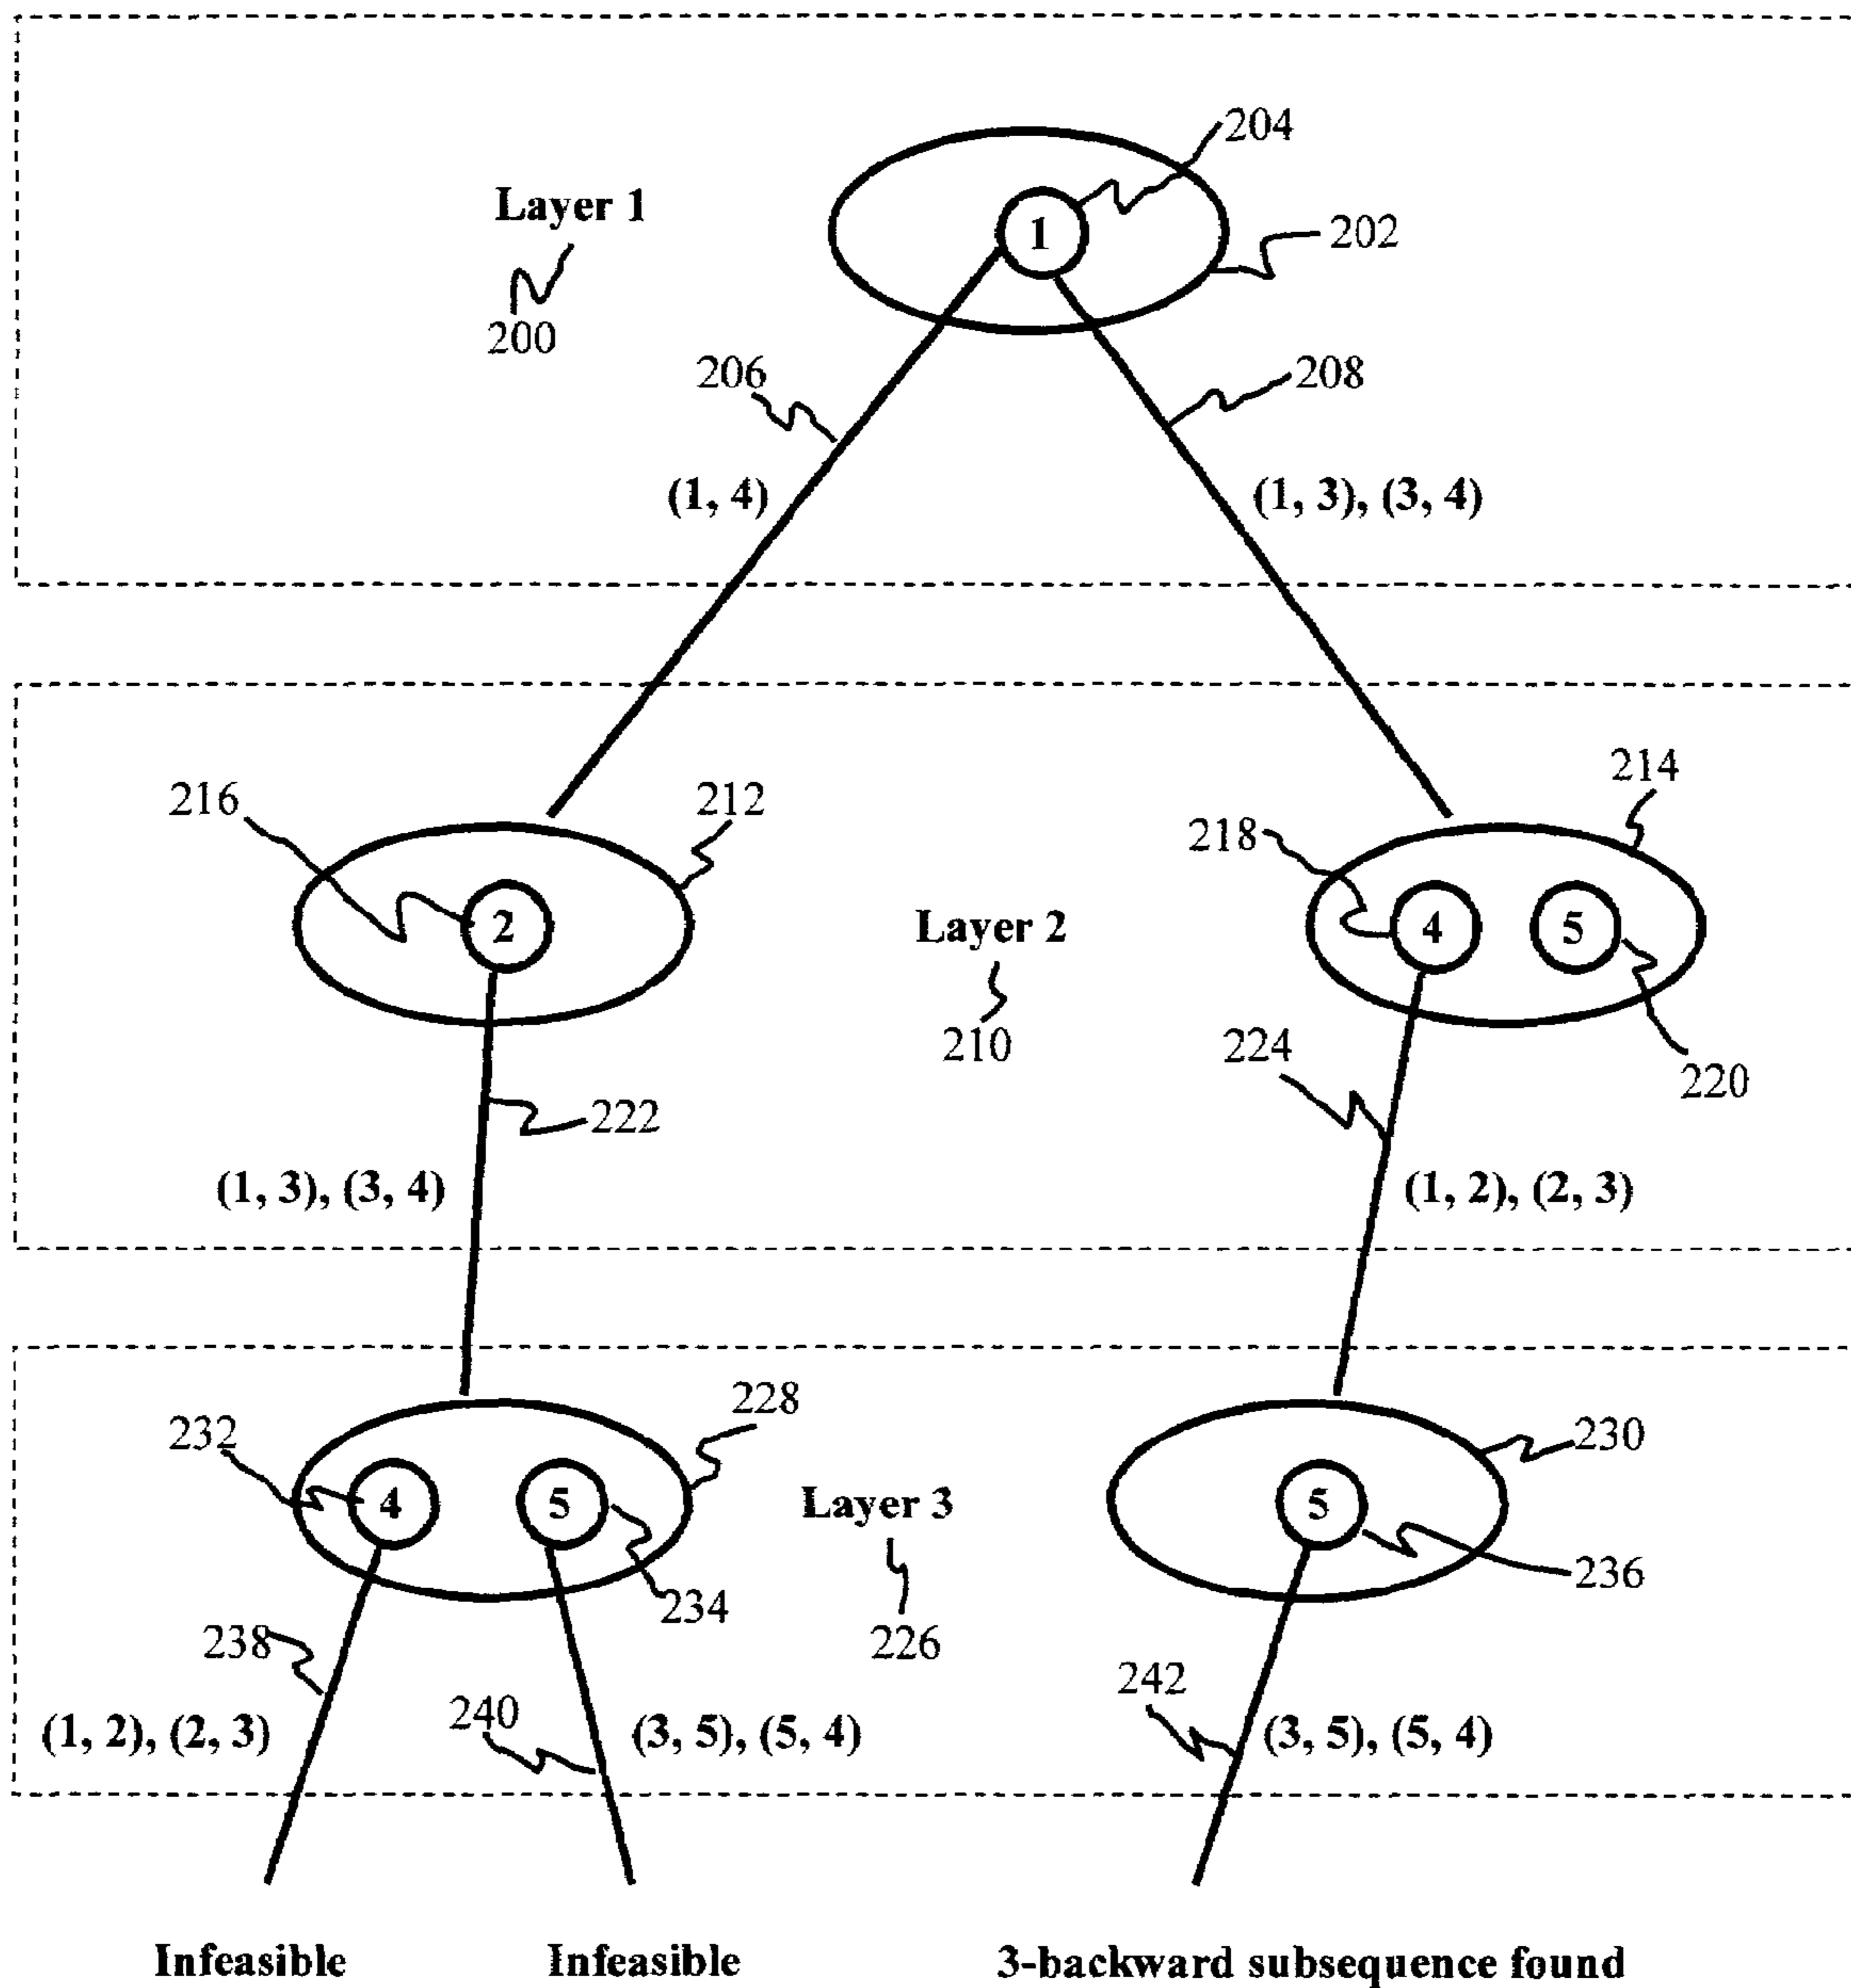 204
1
Layer 1
202
200
206
208
(1, 4)
(1, 3), (3, 4)
214
216
212
218
2
Layer 2
4
5
210
224
220
222
(1, 3), (3, 4)
(1, 2), (2, 3)
228
232
230
4
5
Layer 3
5
234
236
238
226
242
240
(1, 2), (2, 3)
(3, 5), (5, 4)
(3, 5), (5, 4)
Infeasible
Infeasible
3-backward subsequence found